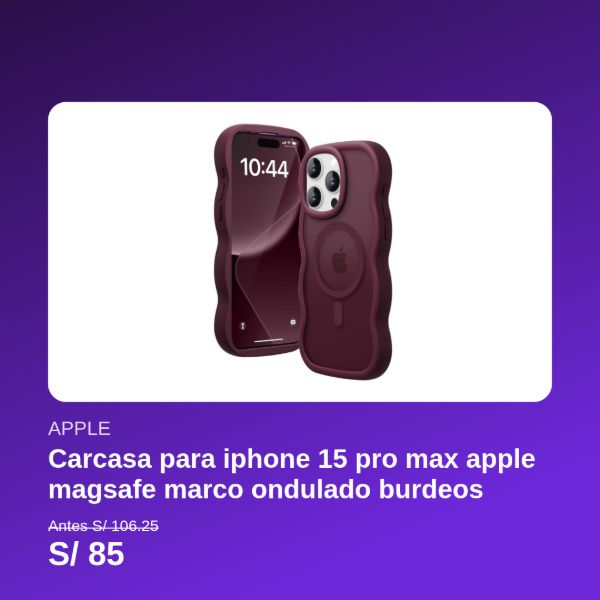 10:44
APPLE
Carcasa para iphone 15 pro max apple
magsafe marco ondulado burdeos
Antes S/ 106.25
S/ 85